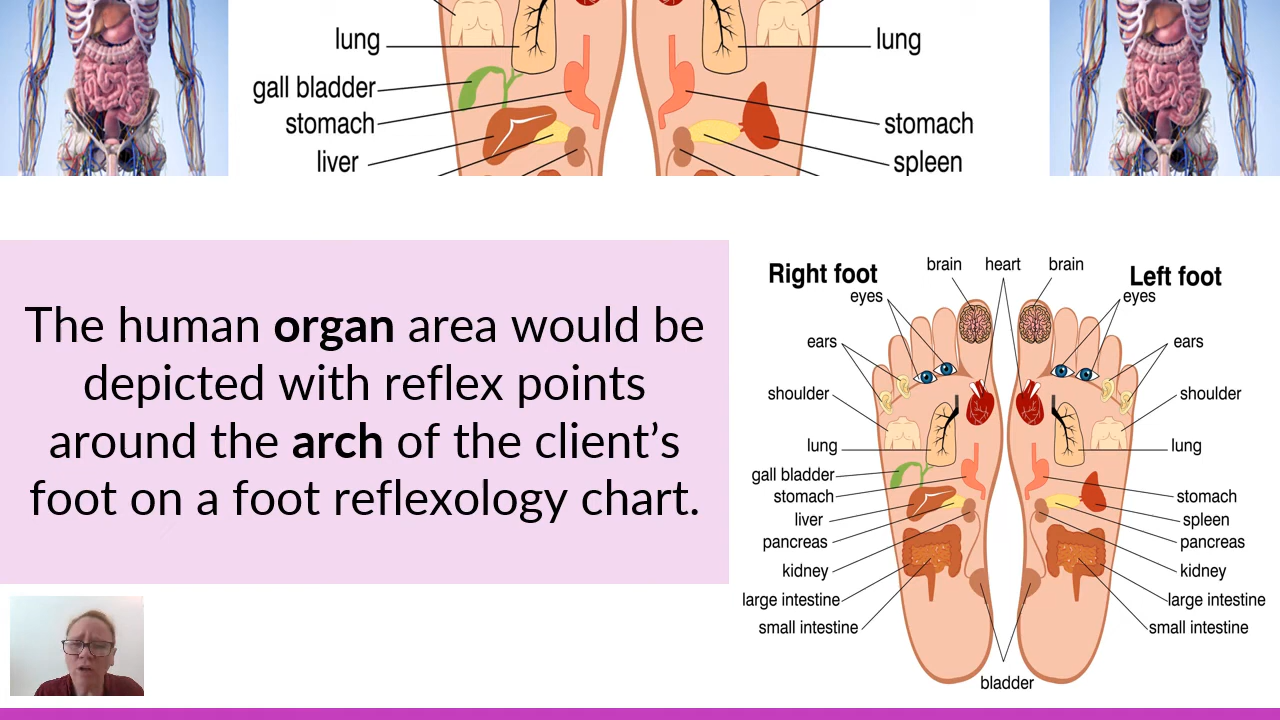 lung
lung
gall bladder
stomach
stomach
liver
spleen
The human organ area would be
depicted with reflex points
around the arch of the client’s
foot on a foot reflexology chart.
Right foot
brain
heart
brain
Left foot
eyes
eyes
ears
ears
shoulder
shoulder
lung
lung
gall bladder
stomach
stomach
liver
spleen
pancreas
pancreas
kidney
kidney
large intestine
large intestine
small intestine
small intestine
bladder